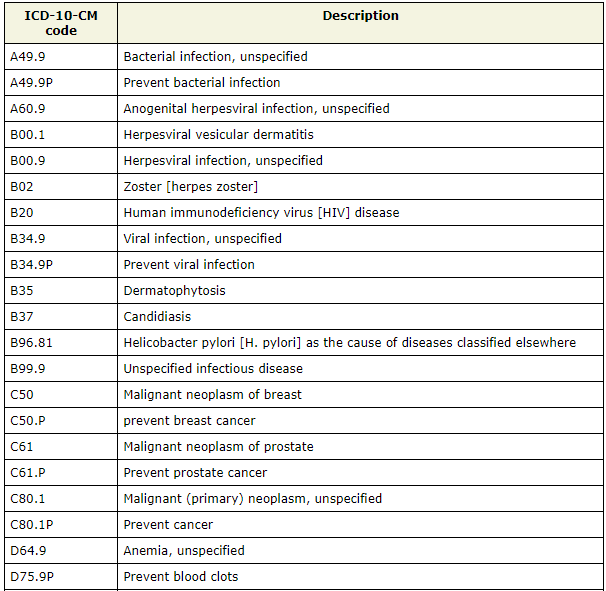 ICD-10-CM code Description
A49.9 Bacterial infection, unspecified
A49.9P Prevent bacterial infection
A60.9 Anogenital herpesviral infection, unspecified
B00.1 Herpesviral vesicular dermatitis
B00.9 Herpesviral infection, unspecified
B02 Zoster [herpes zoster]
B20 Human immunodeficiency virus [HIV] disease
B34.9 Viral infection, unspecified
B34.9P Prevent viral infection
B35 Dermatophytosis
B37 Candidiasis
B96.81 Helicobacter pylori [H. pylori] as the cause of diseases classified elsewhere
B99.9 Unspecified infectious disease
C50 Malignant neoplasm of breast
C50.P prevent breast cancer
C61 Malignant neoplasm of prostate
C61.P Prevent prostate cancer
C80.1 Malignant (primary) neoplasm, unspecified
C80.1P Prevent cancer
D64.9 Anemia, unspecified
D75.9P Prevent blood clots